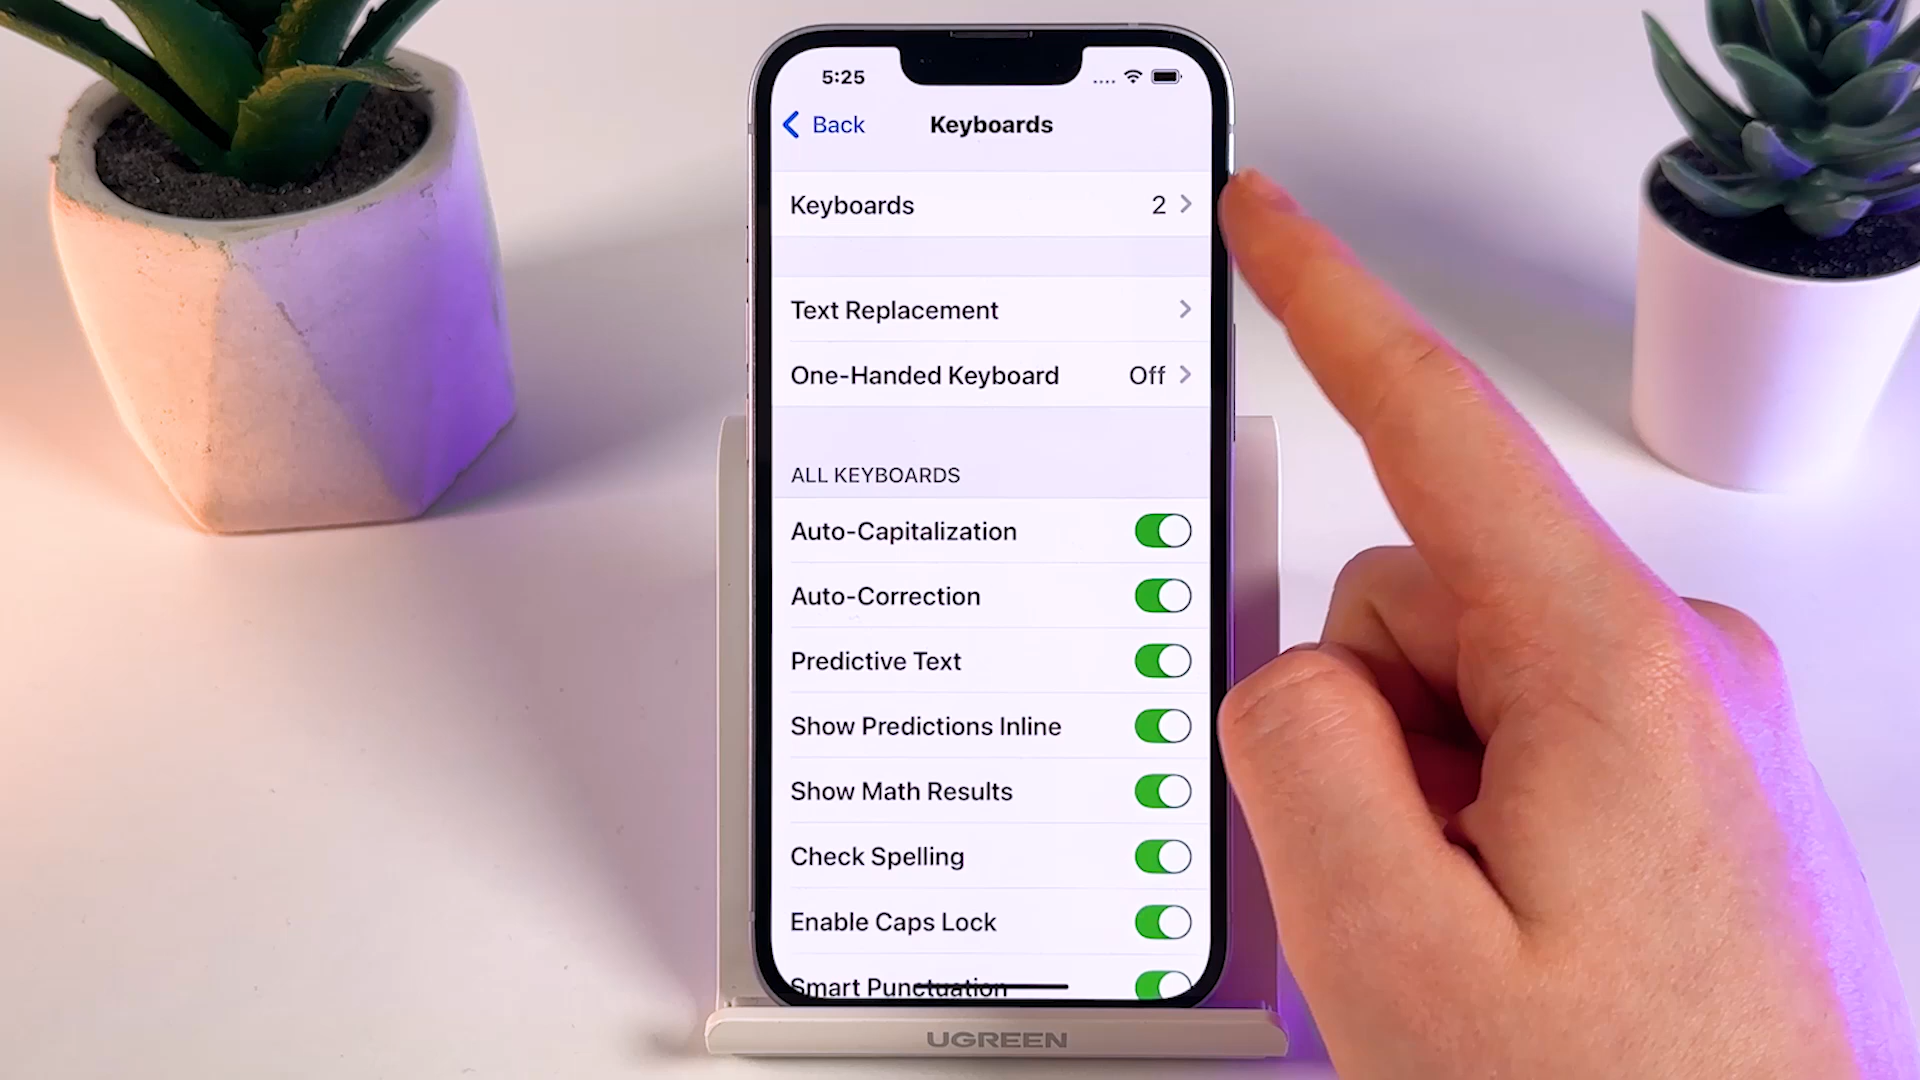 5:25
Back
Keyboards
Keyboards 2
Text Replacement
One-Handed Keyboard Off
ALL KEYBOARDS
Auto-Capitalization
Auto-Correction
Predictive Text
Show Predictions Inline
Show Math Results
Check Spelling
Enable Caps Lock
Smart Punctuation
UGREEN